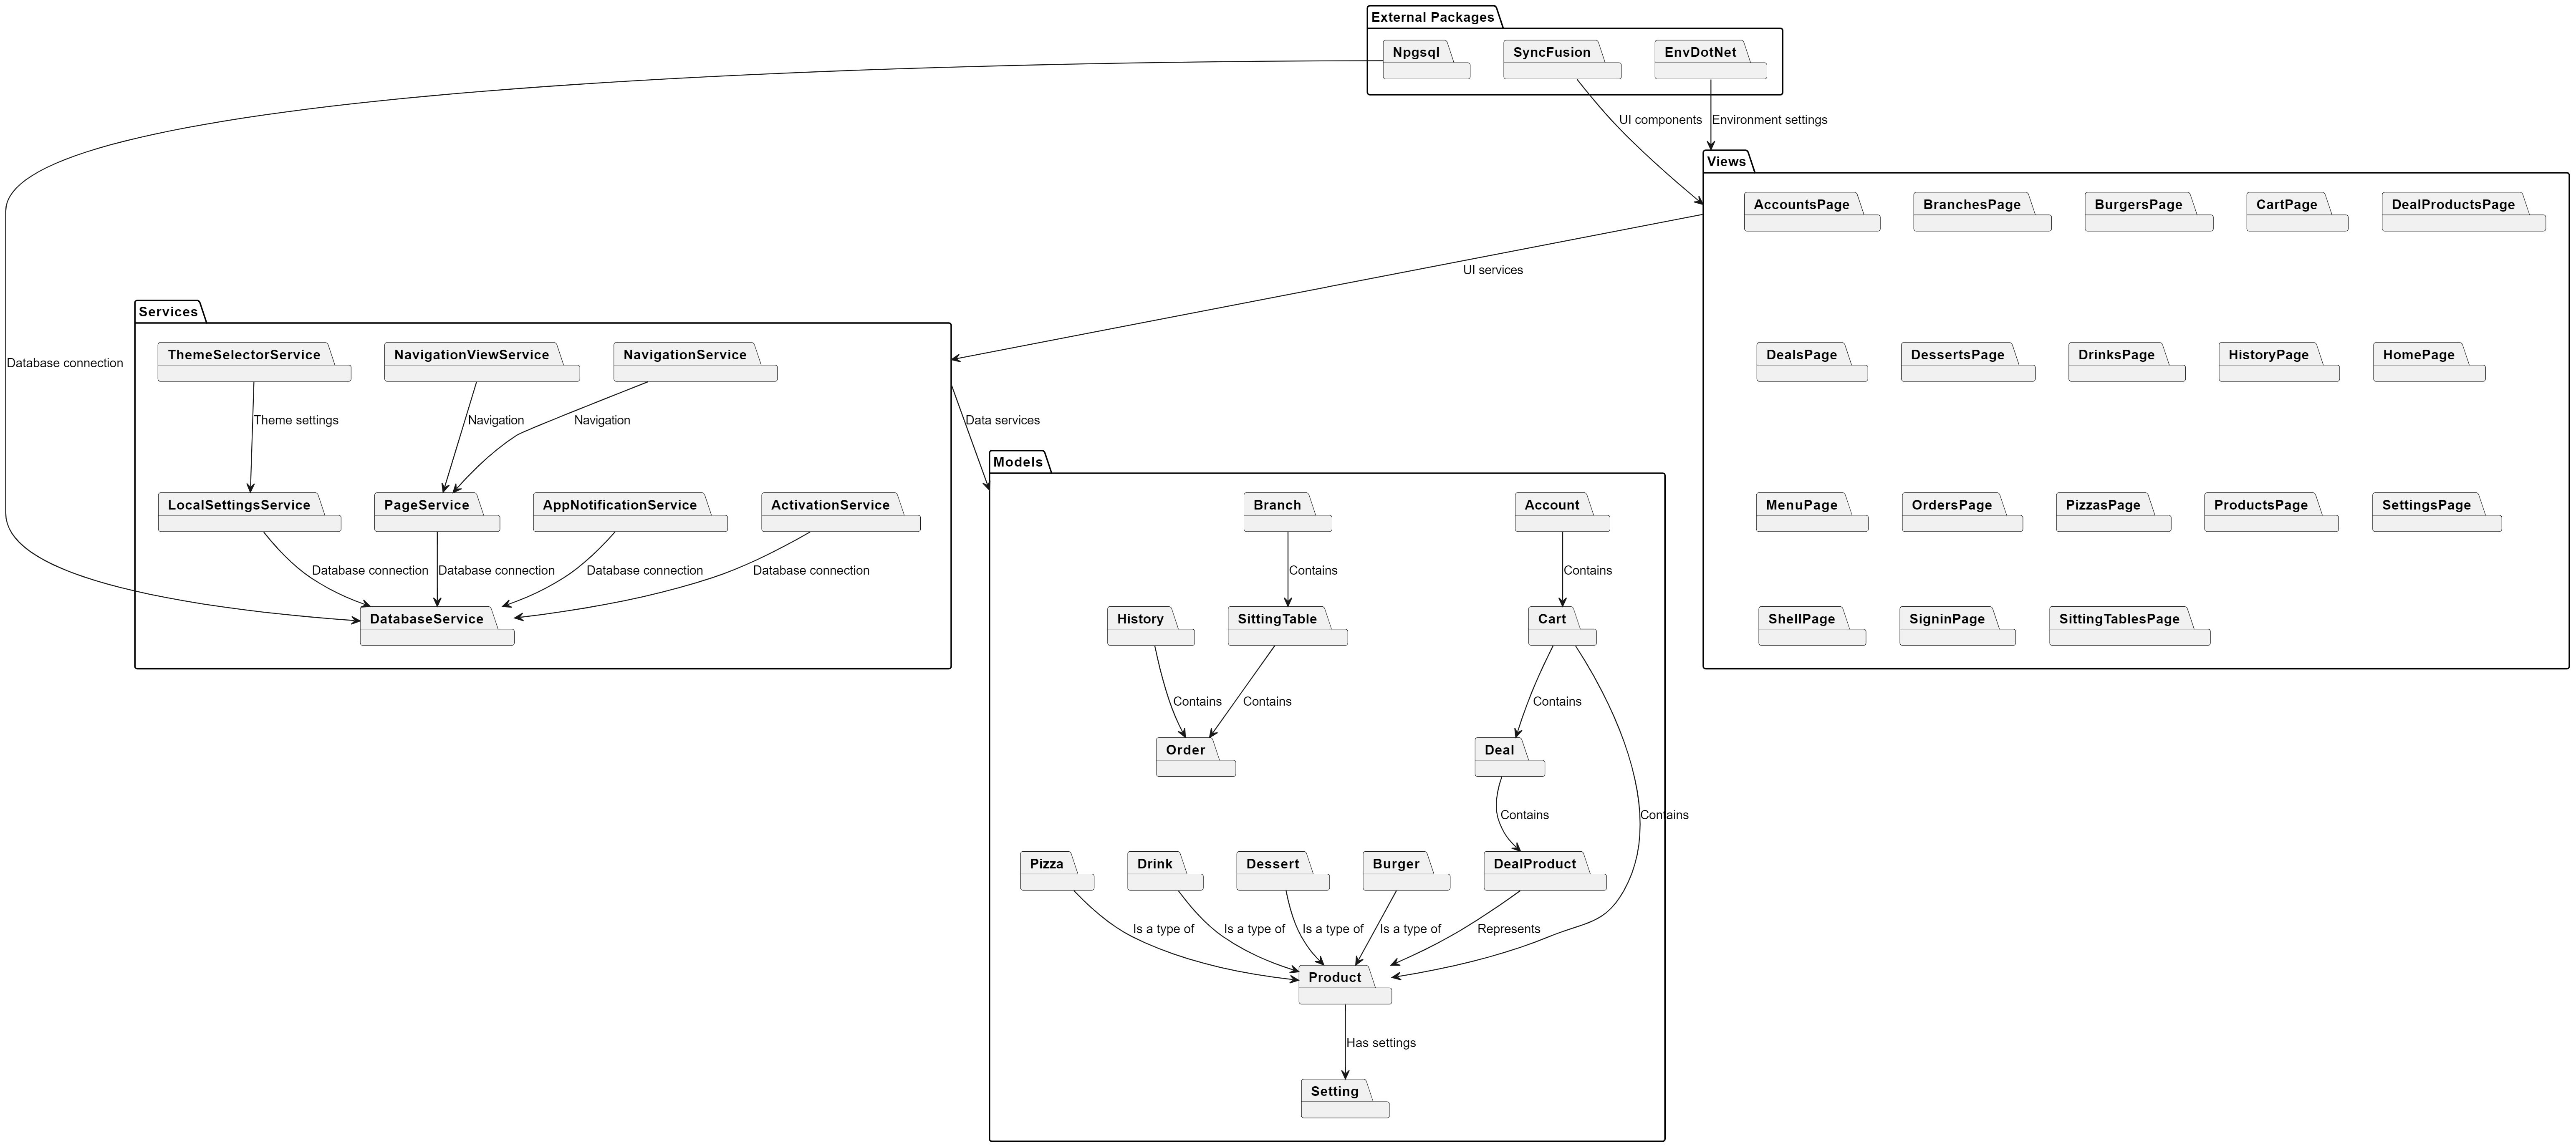 External Packages
Npgsql
SyncFusion
EnvDotNet
UI components
Environment settings
Views
AccountsPage
BranchesPage
BurgersPage
CartPage
DealProductsPage
UI services
Services
ThemeSelectorService
NavigationViewService
NavigationService
DealsPage
DessertsPage
DrinksPage
HistoryPage
HomePage
Database connection
Theme settings
Navigation
Navigation
Data services
Models
LocalSettingsService
PageService
AppNotificationService
ActivationService
Branch
Account
MenuPage
OrdersPage
PizzasPage
ProductsPage
SettingsPage
Database connection
Database connection
Database connection
Database connection
Contains
Contains
DatabaseService
History
SittingTable
Cart
ShellPage
SigninPage
SittingTablesPage
Contains
Contains
Contains
Order
Deal
Contains
Contains
Pizza
Drink
Dessert
Burger
DealProduct
Is a type of
Is a type of
Is a type of
Is a type of
Represents
Product
Has settings
Setting